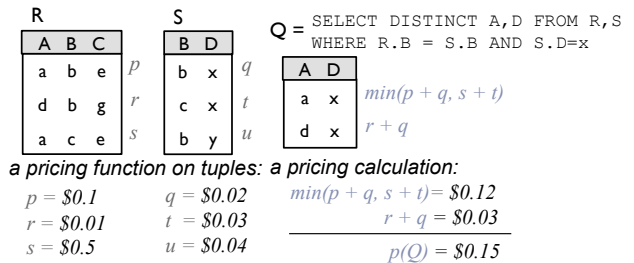 R
A B C
a b e p
d b g r
a c e s
S
B D
b x q
c x t
b y u
Q = SELECT DISTINCT A,D FROM R,S
WHERE R.B = S.B AND S.D=x
A D
a x min(p + q, s + t)
d x r + q
a pricing function on tuples:
p = $0.1 q = $0.02
r = $0.01 t = $0.03
s = $0.5 u = $0.04
a pricing calculation:
min(p + q, s + t)= $0.12
r + q = $0.03
p(Q) = $0.15